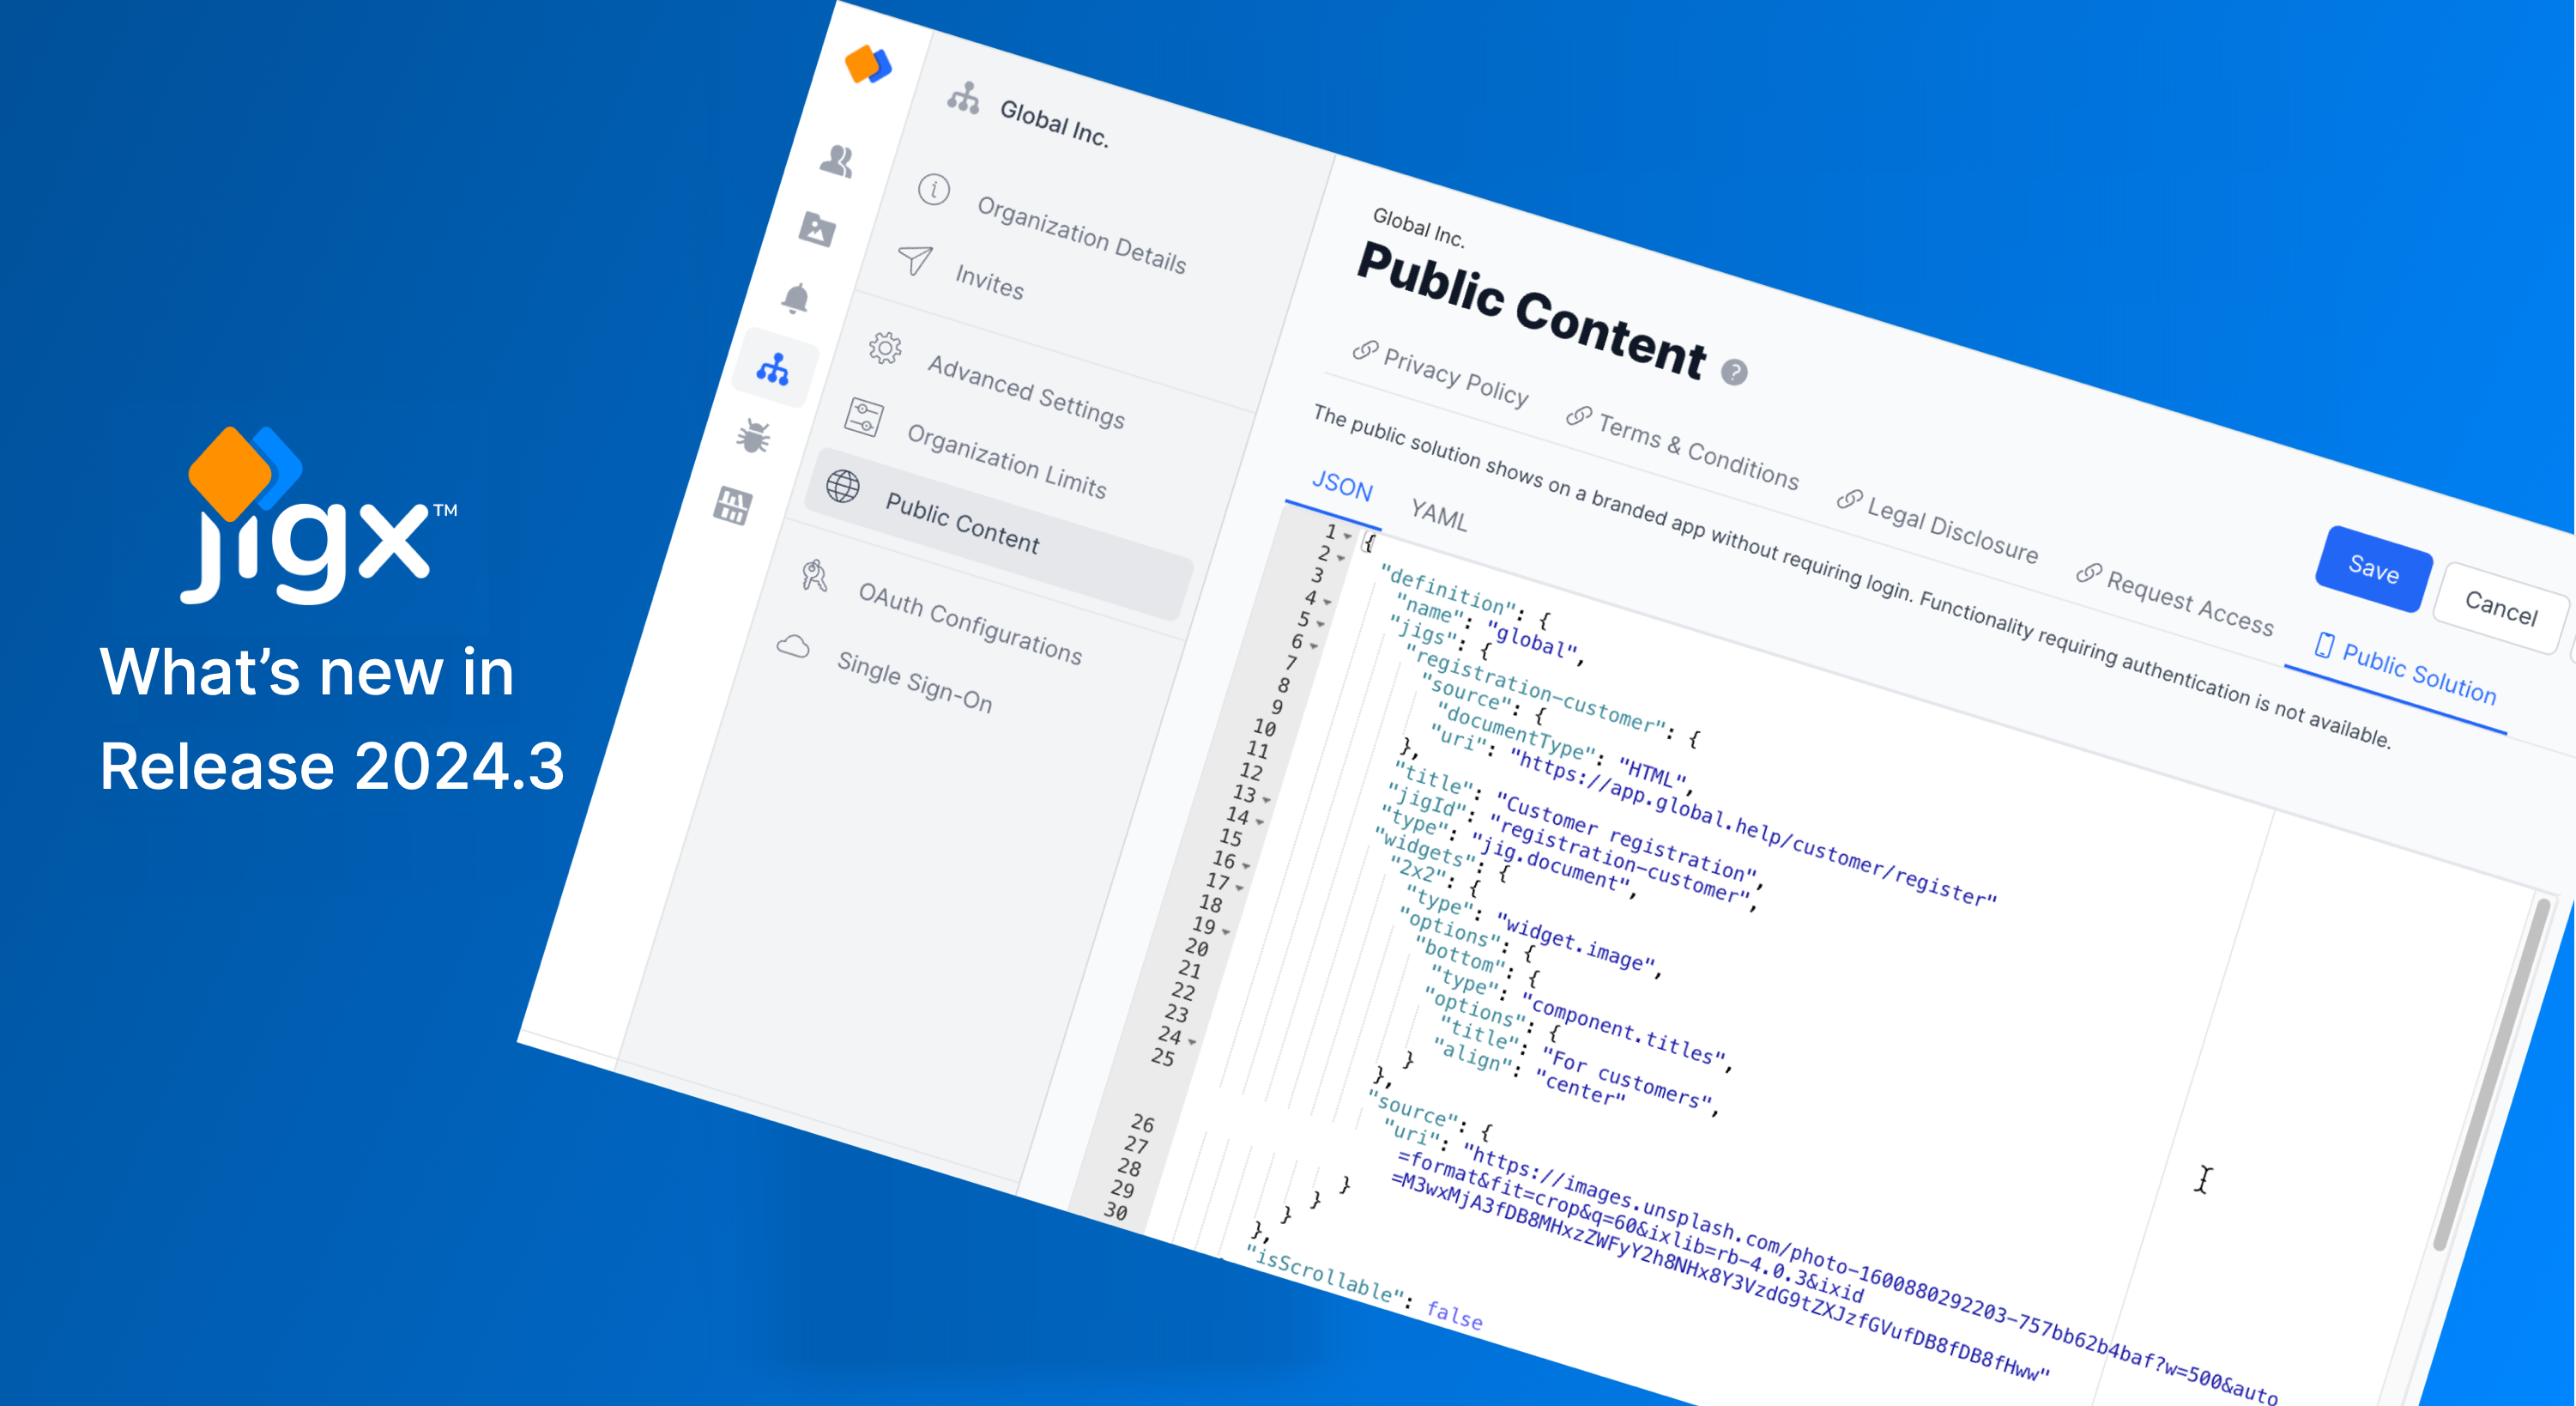 jigx™
What's new in
Release 2024.3
Global Inc.
Organization Details
Invites
Advanced Settings
Organization Limits
Public Content
OAuth Configurations
Single Sign-On
Global Inc.
Public Content ?
Privacy Policy
Terms & Conditions
Legal Disclosure
Request Access
Public Solution
Save
Cancel
The public solution shows on a branded app without requiring login. Functionality requiring authentication is not available.
JSON
YAML
1 {
2 "definition": {
3 "name": "global",
4 "jigs": {
5 "registration-customer": {
6 "source": {
7 "documentType": "HTML",
8 "uri": "https://app.global.help/customer/register"
9 },
10 "title": "Customer registration",
11 "jigId": "registration-customer",
12 "type": "jig.document",
13 "widgets": {
14 "2x2": {
15 "type": "widget.image",
16 "options": {
17 "bottom": {
18 "type": "component.titles",
19 "options": {
20 "title": "For customers",
21 "align": "center"
22 }
23 },
24 "source": {
25 "uri": "https://images.unsplash.com/photo-1600880292203-757bb62b4baf?w=500&auto
=format&fit=crop&q=60&ixlib=rb-4.0.3&ixid
=M3wxMjA3fDB8MHxzZWFyY2h8NHx8Y3VzdG9tZXJzfGVufDB8fDB8fHww"
26 }
27 }
28 }
29 },
30 "isScrollable": false